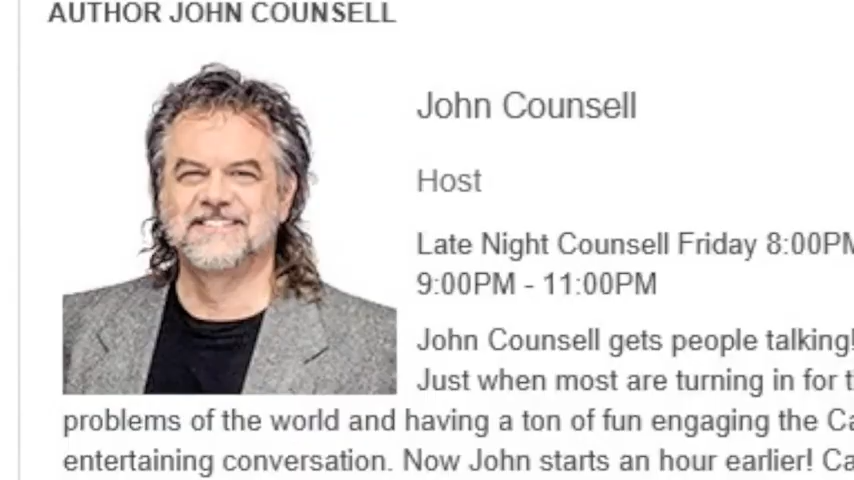 AUTHOR JOHN COUNSELL
John Counsell
Host
Late Night Counsell Friday 8:00PM
9:00PM - 11:00PM
John Counsell gets people talking!
Just when most are turning in for
problems of the world and having a ton of fun engaging the
entertaining conversation. Now John starts an hour earlier!